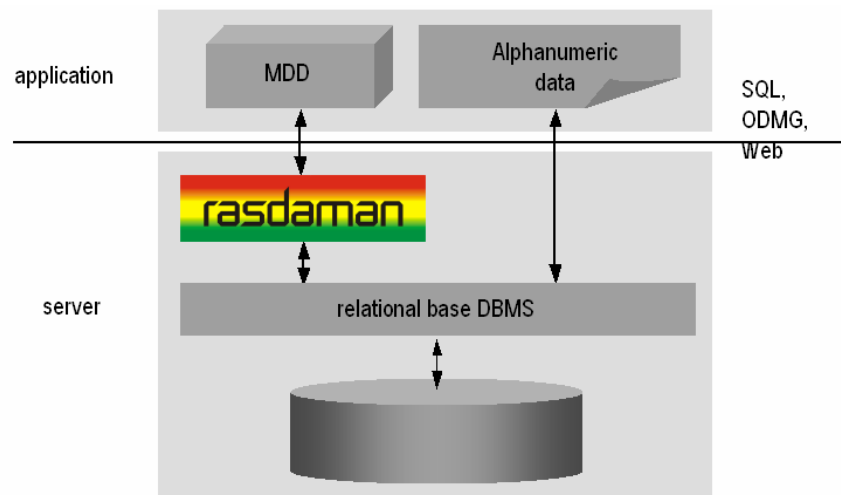 application
MDD
Alphanumeric
data
SQL,
ODMG,
Web
rasdaman
server
relational base DBMS